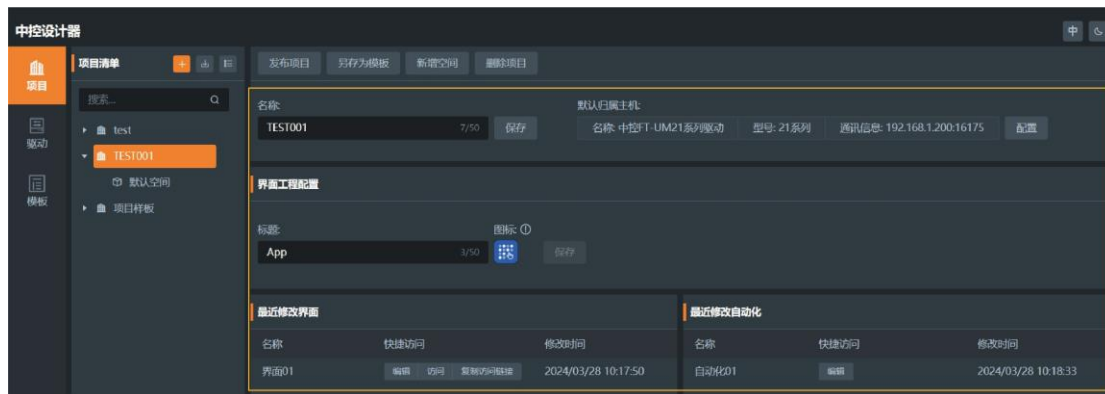 中控设计器
中
项目
驱动
模板
项目清单
搜索...
test
TEST001
默认空间
项目样板
发布项目 另存为模板 新增空间 删除项目
名称:
TEST001 7/50 保存
默认归属主机:
名称: 中控FT-UM21系列驱动 型号: 21系列 通讯信息: 192.168.1.200:16175 配置
界面工程配置
标题: 图标:
App 3/50 保存
最近修改界面
名称 快捷访问 修改时间
界面01 编辑 访问 复制访问链接 2024/03/28 10:17:50
最近修改自动化
名称 快捷访问 修改时间
自动化01 编辑 2024/03/28 10:18:33